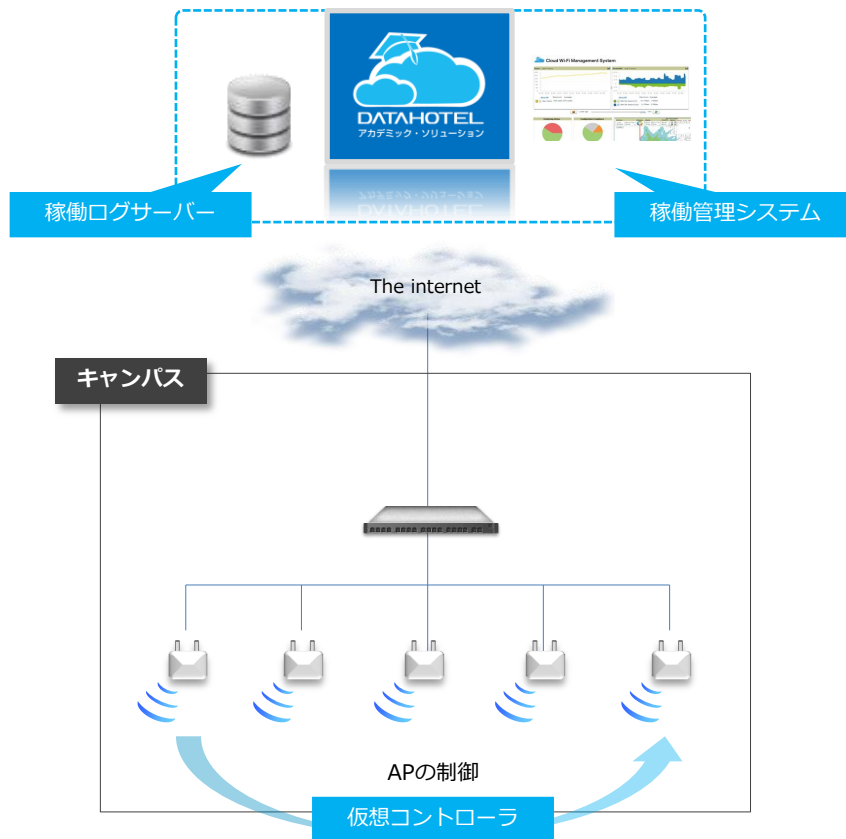 Cloud Wi-Fi Management System
DATAHOTEL
アカデミック・ソリューション
稼働ログサーバー
稼働管理システム
The internet
キャンパス
APの制御
仮想コントローラ